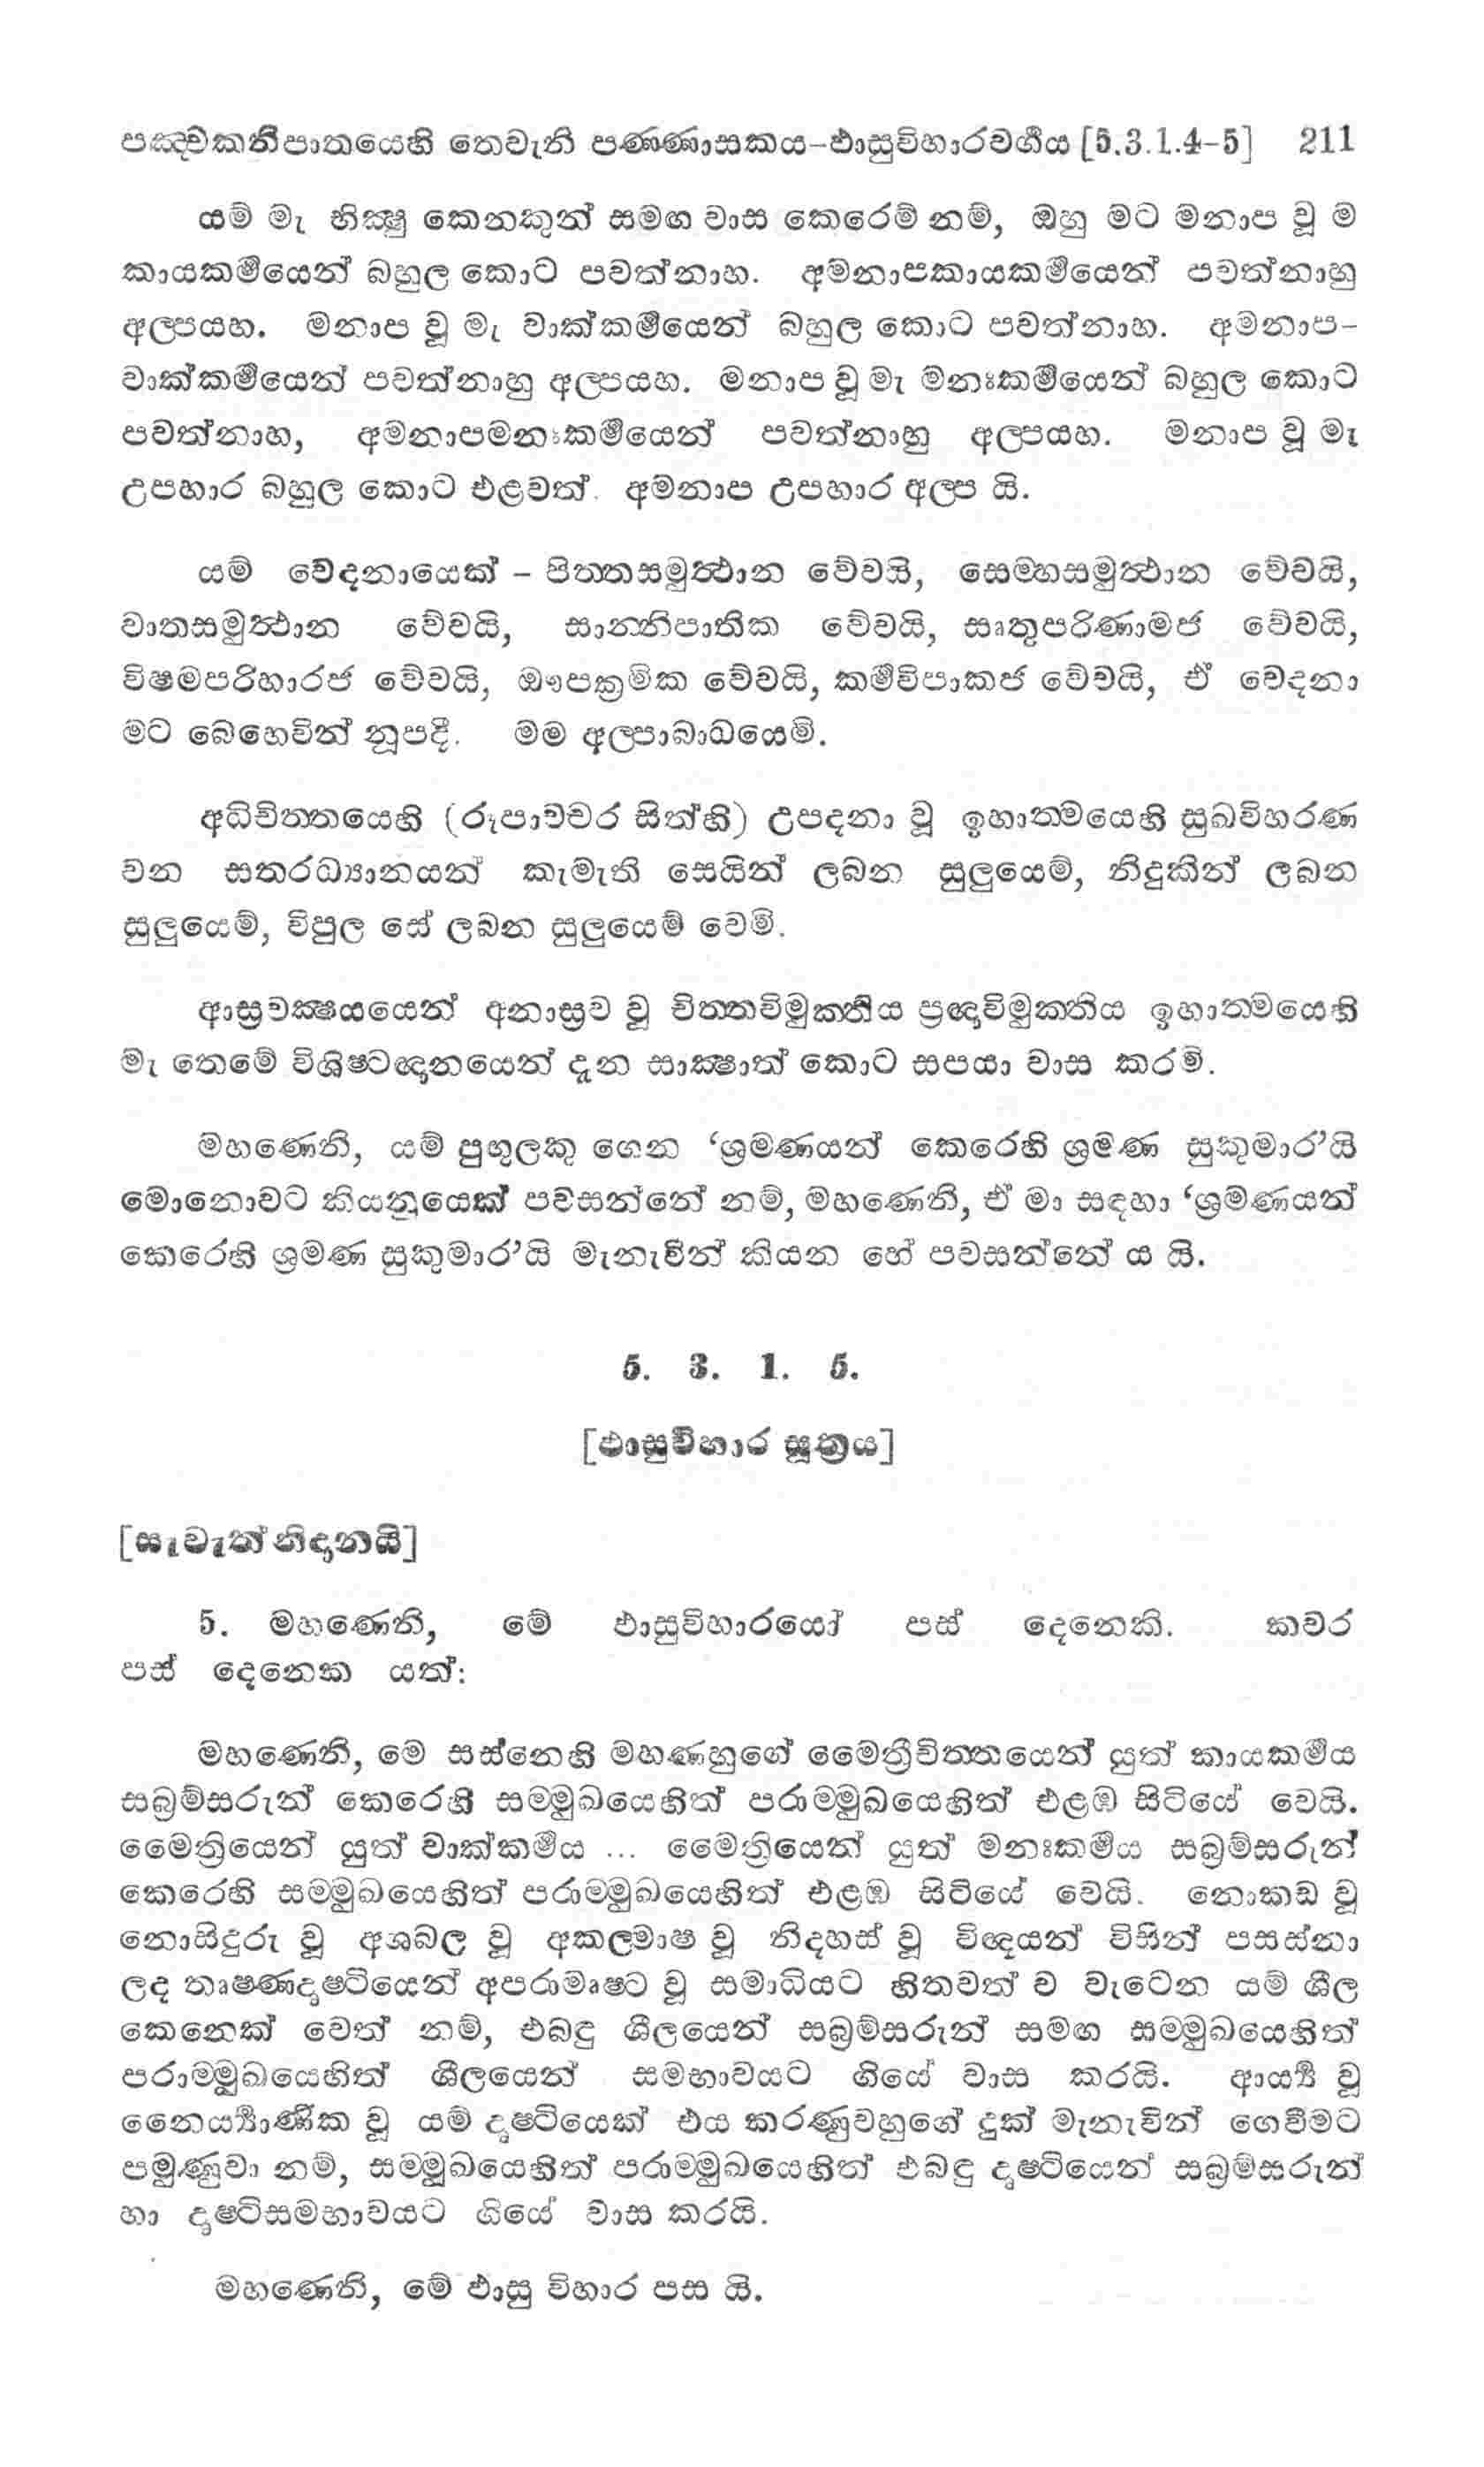 පඤ්චකනිපාතයෙහි තෙවැනි පණ්ණාසකය-ඵාසුවිහාරවර්ගය [5.3.1.4-5] 211
යම් මැ භික්ෂු කෙනකුන් සමඟ වාස කෙරෙම් නම්, ඔහු මට මනාප වූ ම
කායකර්මයෙන් බහුල කොට පවත්නාහ. අමනාපකායකර්මයෙන් පවත්නාහු
අල්පයහ. මනාප වූ මැ වාක්කර්මයෙන් බහුල කොට පවත්නාහ. අමනාප-
වාක්කර්මයෙන් පවත්නාහු අල්පයහ. මනාප වූ මැ මනඃකර්මයෙන් බහුල කොට
පවත්නාහ, අමනාපමනඃකර්මයෙන් පවත්නාහු අල්පයහ. මනාප වූ මැ
උපහාර බහුල කොට එළවත්. අමනාප උපහාර අල්ප යි.
යම් වේදනායෙක් – පිත්තසමුත්ථාන වේවයි, සෙම්හසමුත්ථාන වේවයි,
වාතසමුත්ථාන වේවයි, සාන්නිපාතික වේවයි, ඍතුපරිණාමජ වේවයි,
විෂමපරිහාරජ වේවයි, ඖපක්‍රමික වේවයි, කර්මවිපාකජ වේවයි, ඒ වෙදනා
මට බෙහෙවින් නූපදී. මම අල්පාබාධයෙමි.
අධිචිත්තයෙහි (රූපාවචර සිත්හි) උපදනා වූ ඉහාත්මයෙහි සුඛවිහරණ
වන සතරධ්‍යානයන් කැමැති සෙයින් ලබන සුලුයෙම්, නිදුකින් ලබන
සුලුයෙම්, විපුල සේ ලබන සුලුයෙම් වෙමි.
ආස්‍රවක්ෂයයෙන් අනාස්‍රව වූ චිත්තවිමුක්තිය ප්‍රඥාවිමුක්තිය ඉහාත්මයෙහි
මැ තෙමේ විශිෂ්ටඥානයෙන් දැන සාක්ෂාත් කොට සපයා වාස කරමි.
මහණෙනි, යම් පුඟුලකු ගෙන ‘ශ්‍රමණයන් කෙරෙහි ශ්‍රමණ සුකුමාර’යි
මොනොවට කියනුයෙක් පවසන්නේ නම්, මහණෙනි, ඒ මා සඳහා ‘ශ්‍රමණයන්
කෙරෙහි ශ්‍රමණ සුකුමාර’යි මැනැවින් කියන හේ පවසන්නේ ය යි.
5. 3. 1. 5.
[ඵාසුවිහාර සූත්‍රය]
[සැවැත් නිදානයි]
5. මහණෙනි, මේ ඵාසුවිහාරයෝ පස් දෙනෙකි. කවර
පස් දෙනෙක යත්:
මහණෙනි, මෙ සස්නෙහි මහණහුගේ මෛත්‍රීචිත්තයෙන් යුත් කායකර්මය
සබ්‍රම්සරුන් කෙරෙහි සම්මුඛයෙහිත් පරාම්මුඛයෙහිත් එළඹ සිටියේ වෙයි.
මෛත්‍රියෙන් යුත් වාක්කර්මය ... මෛත්‍රියෙන් යුත් මනඃකර්මය සබ්‍රම්සරුන්
කෙරෙහි සම්මුඛයෙහිත් පරාම්මුඛයෙහිත් එළඹ සිටියේ වෙයි. නොකඩ වූ
නොසිදුරු වූ අශබල වූ අකල්මාෂ වූ නිදහස් වූ විඥයන් විසින් පසස්නා
ලද තෘෂ්ණාදෘෂ්ටියෙන් අපරාමෘෂ්ට වූ සමාධියට හිතවත් ව වැටෙන යම් ශීල
කෙනෙක් වෙත් නම්, එබඳු ශීලයෙන් සබ්‍රම්සරුන් සමඟ සම්මුඛයෙහිත්
පරාම්මුඛයෙහිත් ශීලයෙන් සමභාවයට ගියේ වාස කරයි. ආර්‍ය්‍ය වූ
නෛර්‍ය්‍යාණික වූ යම් දෘෂ්ටියෙක් එය කරණුවහුගේ දුක් මැනැවින් ගෙවීමට
පමුණුවා නම්, සම්මුඛයෙහිත් පරාම්මුඛයෙහිත් එබඳු දෘෂ්ටියෙන් සබ්‍රම්සරුන්
හා දෘෂ්ටිසමභාවයට ගියේ වාස කරයි.
මහණෙනි, මේ ඵාසු විහාර පස යි.